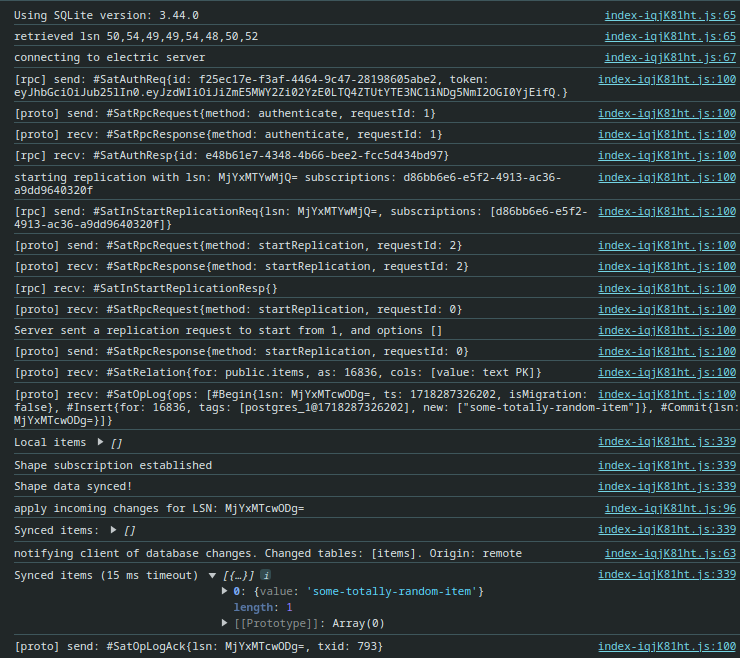 Using SQLite version: 3.44.0 index-iqjK81ht.js:65
retrieved lsn 50,54,49,49,54,48,50,52 index-iqjK81ht.js:65
connecting to electric server index-iqjK81ht.js:67
[rpc] send: #SatAuthReq{id: f25ec17e-f3af-4464-9c47-28198605abe2, token: index-iqjK81ht.js:100
eyJhbGciOiJub251In0.eyJzdWIiOiJiZmE5MWY2Zi02YzE0LTQ4ZTUtYTE3NC1iNDg5NmI2OGI0YjEifQ.}
[proto] send: #SatRpcRequest{method: authenticate, requestId: 1} index-iqjK81ht.js:100
[proto] recv: #SatRpcResponse{method: authenticate, requestId: 1} index-iqjK81ht.js:100
[rpc] recv: #SatAuthResp{id: e48b61e7-4348-4b66-bee2-fcc5d434bd97} index-iqjK81ht.js:100
starting replication with lsn: MjYxMTYwMjQ= subscriptions: d86bb6e6-e5f2-4913-ac36- index-iqjK81ht.js:100
a9dd9640320f
[rpc] send: #SatInStartReplicationReq{lsn: MjYxMTYwMjQ=, subscriptions: [d86bb6e6-e5f2- index-iqjK81ht.js:100
4913-ac36-a9dd9640320f]}
[proto] send: #SatRpcRequest{method: startReplication, requestId: 2} index-iqjK81ht.js:100
[proto] recv: #SatRpcResponse{method: startReplication, requestId: 2} index-iqjK81ht.js:100
[rpc] recv: #SatInStartReplicationResp{} index-iqjK81ht.js:100
[proto] recv: #SatRpcRequest{method: startReplication, requestId: 0} index-iqjK81ht.js:100
Server sent a replication request to start from 1, and options [] index-iqjK81ht.js:100
[proto] send: #SatRpcResponse{method: startReplication, requestId: 0} index-iqjK81ht.js:100
[proto] recv: #SatRelation{for: public.items, as: 16836, cols: [value: text PK]} index-iqjK81ht.js:100
[proto] recv: #SatOpLog{ops: [#Begin{lsn: MjYxMTcwODg=, ts: 1718287326202, isMigration: index-iqjK81ht.js:100
false}, #Insert{for: 16836, tags: [postgres_1@1718287326202], new: ["some-totally-random-item"]}, #Commit{lsn:
MjYxMTcwODg=}]}
Local items ▶ [] index-iqjK81ht.js:339
Shape subscription established index-iqjK81ht.js:339
Shape data synced! index-iqjK81ht.js:339
apply incoming changes for LSN: MjYxMTcwODg= index-iqjK81ht.js:96
Synced items: ▶ [] index-iqjK81ht.js:339
notifying client of database changes. Changed tables: [items]. Origin: remote index-iqjK81ht.js:63
Synced items (15 ms timeout) ▼ [{…}] i index-iqjK81ht.js:339
▶ 0: {value: 'some-totally-random-item'}
length: 1
▶ [[Prototype]]: Array(0)
[proto] send: #SatOpLogAck{lsn: MjYxMTcwODg=, txid: 793} index-iqjK81ht.js:100